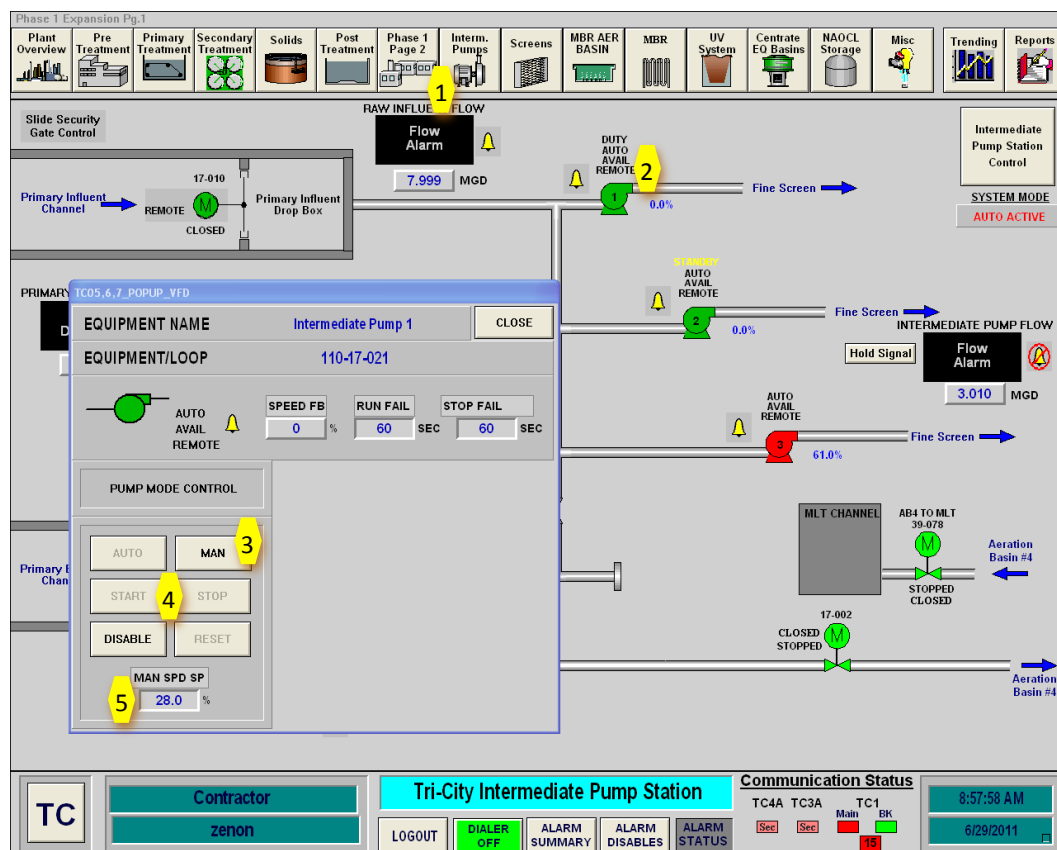 Phase 1 Expansion Pg.1
Plant
Overview
Pre
Treatment
Primary
Treatment
Secondary
Treatment
Solids
Post
Treatment
Phase 1
Page 2
Interm.
Pumps
Screens
MBR AER
BASIN
MBR
UV
System
Centrate
EQ Basins
NAOCL
Storage
Misc
Trending
Reports
1
Slide Security
Gate Control
RAW INFLUENT FLOW
Flow
Alarm
7.999 MGD
DUTY
AUTO
AVAIL
REMOTE
2
1
0.0%
Fine Screen
Intermediate
Pump Station
Control
SYSTEM MODE
AUTO ACTIVE
17-010
Primary Influent
Channel
REMOTE
M
CLOSED
Primary Influent
Drop Box
STANDBY
AUTO
AVAIL
REMOTE
2
0.0%
Fine Screen
INTERMEDIATE PUMP FLOW
Hold Signal
Flow
Alarm
3.010 MGD
PRIMARY
D
TC05,6,7_POPUP_VFD
EQUIPMENT NAME Intermediate Pump 1 CLOSE
EQUIPMENT/LOOP 110-17-021
AUTO
AVAIL
REMOTE
SPEED FB RUN FAIL STOP FAIL
0 % 60 SEC 60 SEC
PUMP MODE CONTROL
AUTO MAN 3
START 4 STOP
DISABLE RESET
MAN SPD SP
5 28.0 %
AUTO
AVAIL
REMOTE
3
61.0%
Fine Screen
MLT CHANNEL
AB4 TO MLT
39-078
M
STOPPED
CLOSED
Aeration
Basin #4
Primary
Chan
17-002
CLOSED
STOPPED
M
Aeration
Basin #4
TC
Contractor
zenon
Tri-City Intermediate Pump Station
LOGOUT
DIALER
OFF
ALARM
SUMMARY
ALARM
DISABLES
ALARM
STATUS
Communication Status
TC4A TC3A TC1
Main BK
Sec Sec
15
8:57:58 AM
6/29/2011